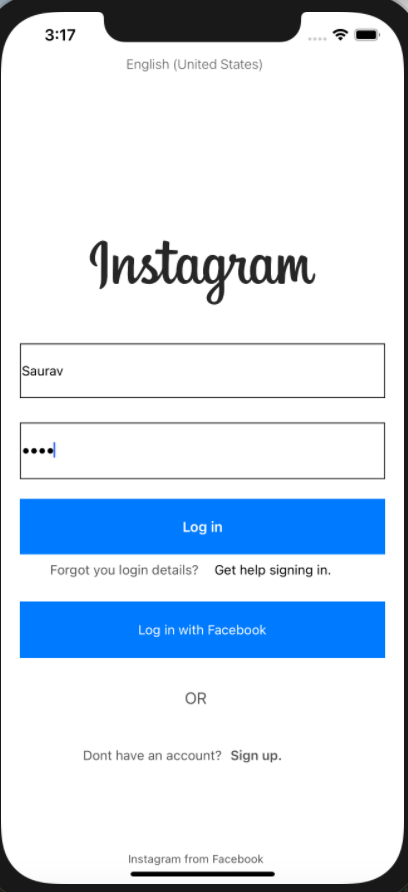 3:17
English (United States)
Instagram
Saurav
••••
Log in
Forgot you login details? Get help signing in.
Log in with Facebook
OR
Dont have an account? Sign up.
Instagram from Facebook